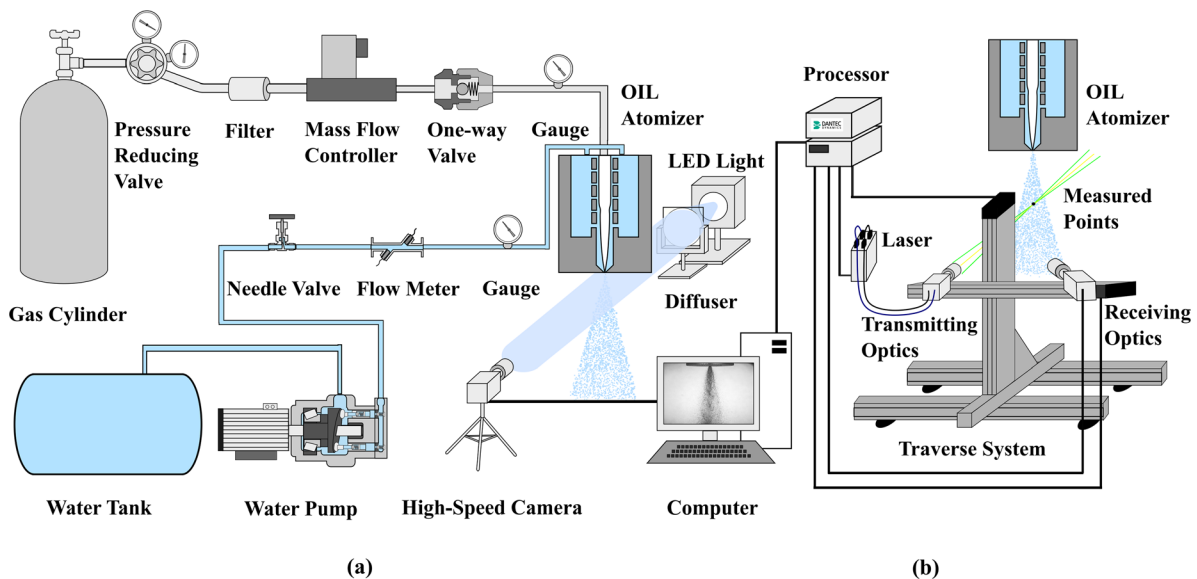 Pressure
Reducing
Valve
Filter
Mass Flow
Controller
One-way
Valve
Gauge
OIL
Atomizer
LED Light
Needle Valve
Flow Meter
Gauge
Diffuser
Gas Cylinder
Water Tank
Water Pump
High-Speed Camera
Computer
(a)
Processor
DANTEC
DYNAMICS
OIL
Atomizer
Measured
Points
Laser
Transmitting
Optics
Receiving
Optics
Traverse System
(b)